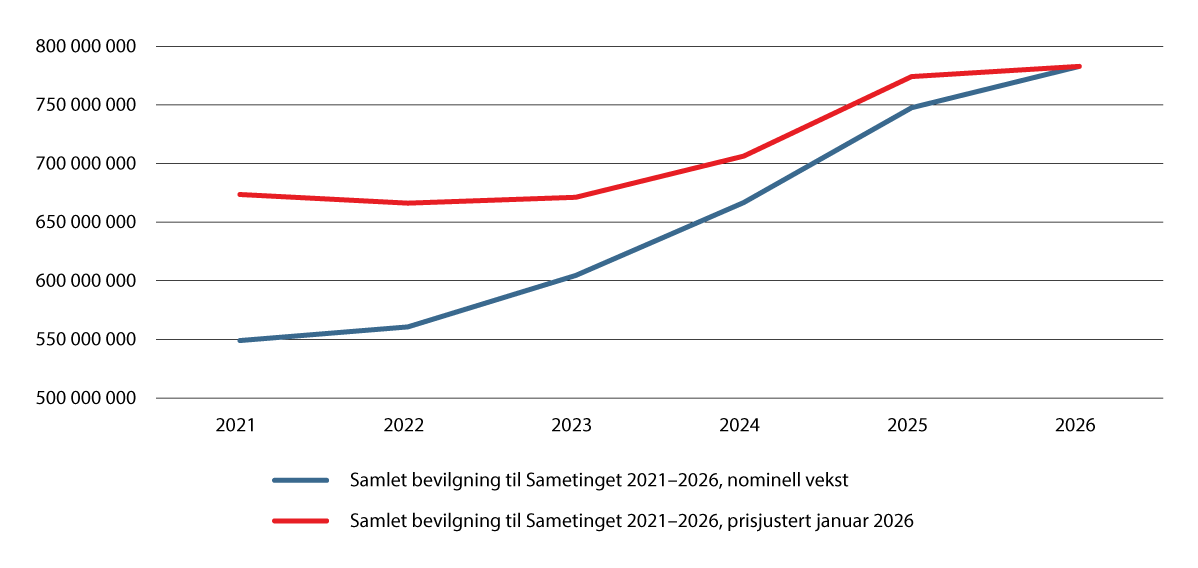 800 000 000
750 000 000
700 000 000
650 000 000
600 000 000
550 000 000
500 000 000
2021 2022 2023 2024 2025 2026
Samlet bevilgning til Sametinget 2021–2026, nominell vekst
Samlet bevilgning til Sametinget 2021–2026, prisjustert januar 2026